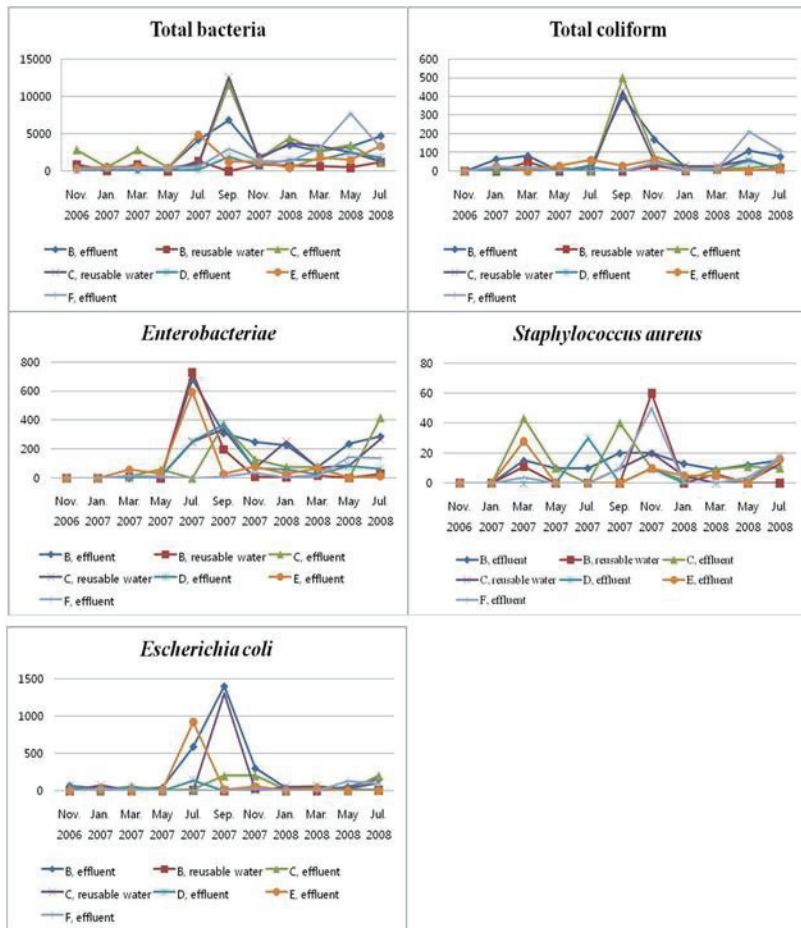 Total bacteria
15000
10000
5000
0
Nov. Jan. Mar. May Jul. Sep. Nov. Jan. Mar. May Jul.
2006 2007 2007 2007 2007 2007 2007 2008 2008 2008 2008
B, effluent B, reusable water C, effluent
C, reusable water D, effluent E, effluent
F, effluent
Total coliform
600
500
400
300
200
100
0
Nov. Jan. Mar. May Jul. Sep. Nov. Jan. Mar. May Jul.
2006 2007 2007 2007 2007 2007 2007 2008 2008 2008 2008
B, effluent B, reusable water C, effluent
C, reusable water D, effluent E, effluent
F, effluent
Enterobacteriae
800
600
400
200
0
Nov. Jan. Mar. May Jul. Sep. Nov. Jan. Mar. May Jul.
2006 2007 2007 2007 2007 2007 2007 2008 2008 2008 2008
B, effluent B, reusable water C, effluent
C, reusable water D, effluent E, effluent
F, effluent
Staphylococcus aureus
80
60
40
20
0
Nov. Jan. Mar. May Jul. Sep. Nov. Jan. Mar. May Jul.
2006 2007 2007 2007 2007 2007 2007 2008 2008 2008 2008
B, effluent B, reusable water C, effluent
C, reusable water D, effluent E, effluent
F, effluent
Escherichia coli
1500
1000
500
0
Nov. Jan. Mar. May Jul. Sep. Nov. Jan. Mar. May Jul.
2006 2007 2007 2007 2007 2007 2007 2008 2008 2008 2008
B, effluent B, reusable water C, effluent
C, reusable water D, effluent E, effluent
F, effluent